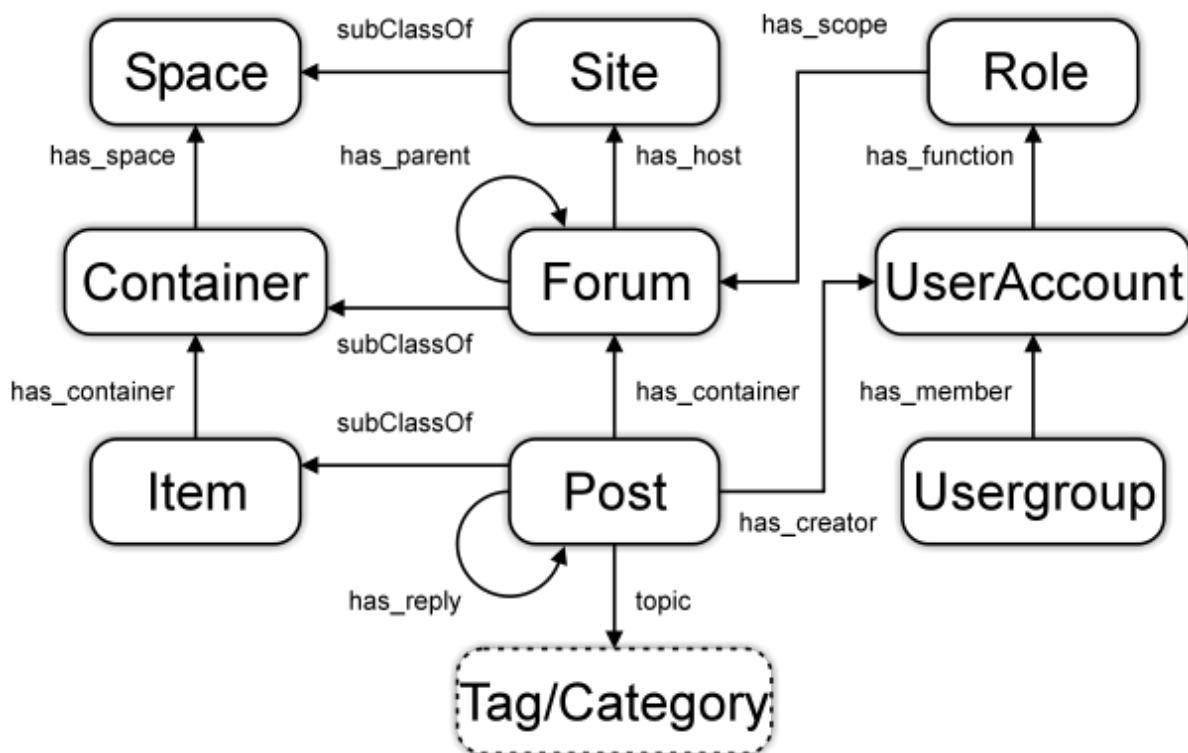 subClassOf
has_scope
Space
Site
Role
has_space
has_parent
has_host
has_function
Container
Forum
UserAccount
subClassOf
has_container
has_container
has_member
subClassOf
Item
Post
Usergroup
has_creator
has_reply
topic
Tag/Category